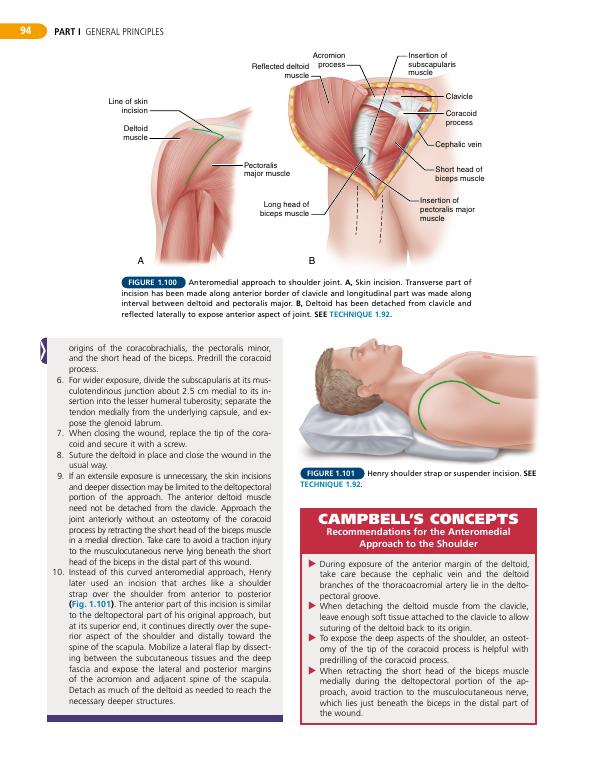 94 PART I GENERAL PRINCIPLES
Line of skin
incision
Deltoid
muscle
Pectoralis
major muscle
A
Reflected deltoid
muscle
Acromion
process
Insertion of
subscapularis
muscle
Clavicle
Coracoid
process
Cephalic vein
Short head of
biceps muscle
Insertion of
pectoralis major
muscle
Long head of
biceps muscle
B
FIGURE 1.100 Anteromedial approach to shoulder joint. A, Skin incision. Transverse part of
incision has been made along anterior border of clavicle and longitudinal part was made along
interval between deltoid and pectoralis major. B, Deltoid has been detached from clavicle and
reflected laterally to expose anterior aspect of joint. SEE TECHNIQUE 1.92.
origins of the coracobrachialis, the pectoralis minor,
and the short head of the biceps. Predrill the coracoid
process.
6. For wider exposure, divide the subscapularis at its mus-
culotendinous junction about 2.5 cm medial to its in-
sertion into the lesser humeral tuberosity; separate the
tendon medially from the underlying capsule, and ex-
pose the glenoid labrum.
7. When closing the wound, replace the tip of the cora-
coid and secure it with a screw.
8. Suture the deltoid in place and close the wound in the
usual way.
9. If an extensile exposure is unnecessary, the skin incisions
and deeper dissection may be limited to the deltopectoral
portion of the approach. The anterior deltoid muscle
need not be detached from the clavicle. Approach the
joint anteriorly without an osteotomy of the coracoid
process by retracting the short head of the biceps muscle
in a medial direction. Take care to avoid a traction injury
to the musculocutaneous nerve lying beneath the short
head of the biceps in the distal part of this wound.
10. Instead of this curved anteromedial approach, Henry
later used an incision that arches like a shoulder
strap over the shoulder from anterior to posterior
(Fig. 1.101). The anterior part of this incision is similar
to the deltopectoral part of his original approach, but
at its superior end, it continues directly over the supe-
rior aspect of the shoulder and distally toward the
spine of the scapula. Mobilize a lateral flap by dissect-
ing between the subcutaneous tissues and the deep
fascia and expose the lateral and posterior margins
of the acromion and adjacent spine of the scapula.
Detach as much of the deltoid as needed to reach the
necessary deeper structures.
FIGURE 1.101 Henry shoulder strap or suspender incision. SEE
TECHNIQUE 1.92.
CAMPBELL'S CONCEPTS
Recommendations for the Anteromedial
Approach to the Shoulder
During exposure of the anterior margin of the deltoid,
take care because the cephalic vein and the deltoid
branches of the thoracoacromial artery lie in the delto-
pectoral groove.
When detaching the deltoid muscle from the clavicle,
leave enough soft tissue attached to the clavicle to allow
suturing of the deltoid back to its origin.
To expose the deep aspects of the shoulder, an osteot-
omy of the tip of the coracoid process is helpful with
predrilling of the coracoid process.
When retracting the short head of the biceps muscle
medially during the deltopectoral portion of the ap-
proach, avoid traction to the musculocutaneous nerve,
which lies just beneath the biceps in the distal part of
the wound.